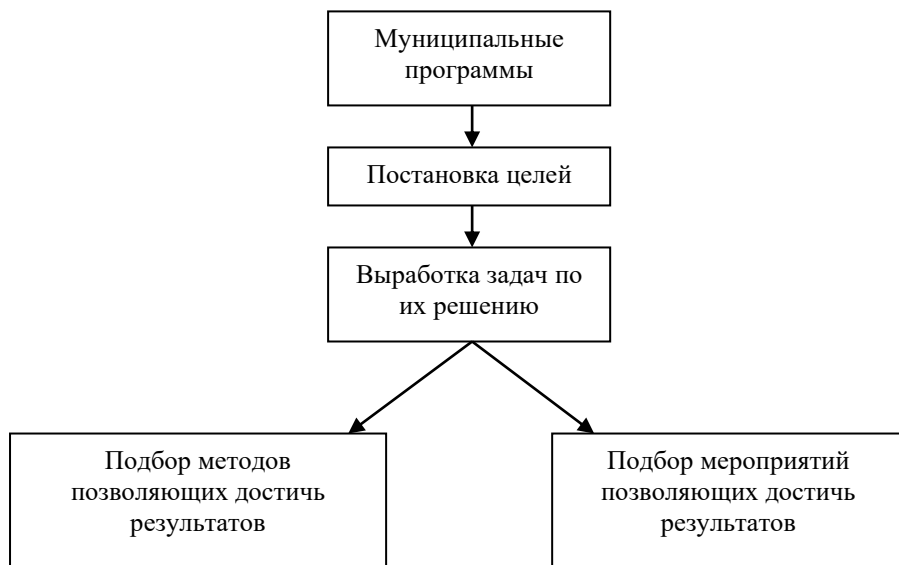 Муниципальные
программы
Постановка целей
Выработка задач по
их решению
Подбор методов
позволяющих достичь
результатов
Подбор мероприятий
позволяющих достичь
результатов